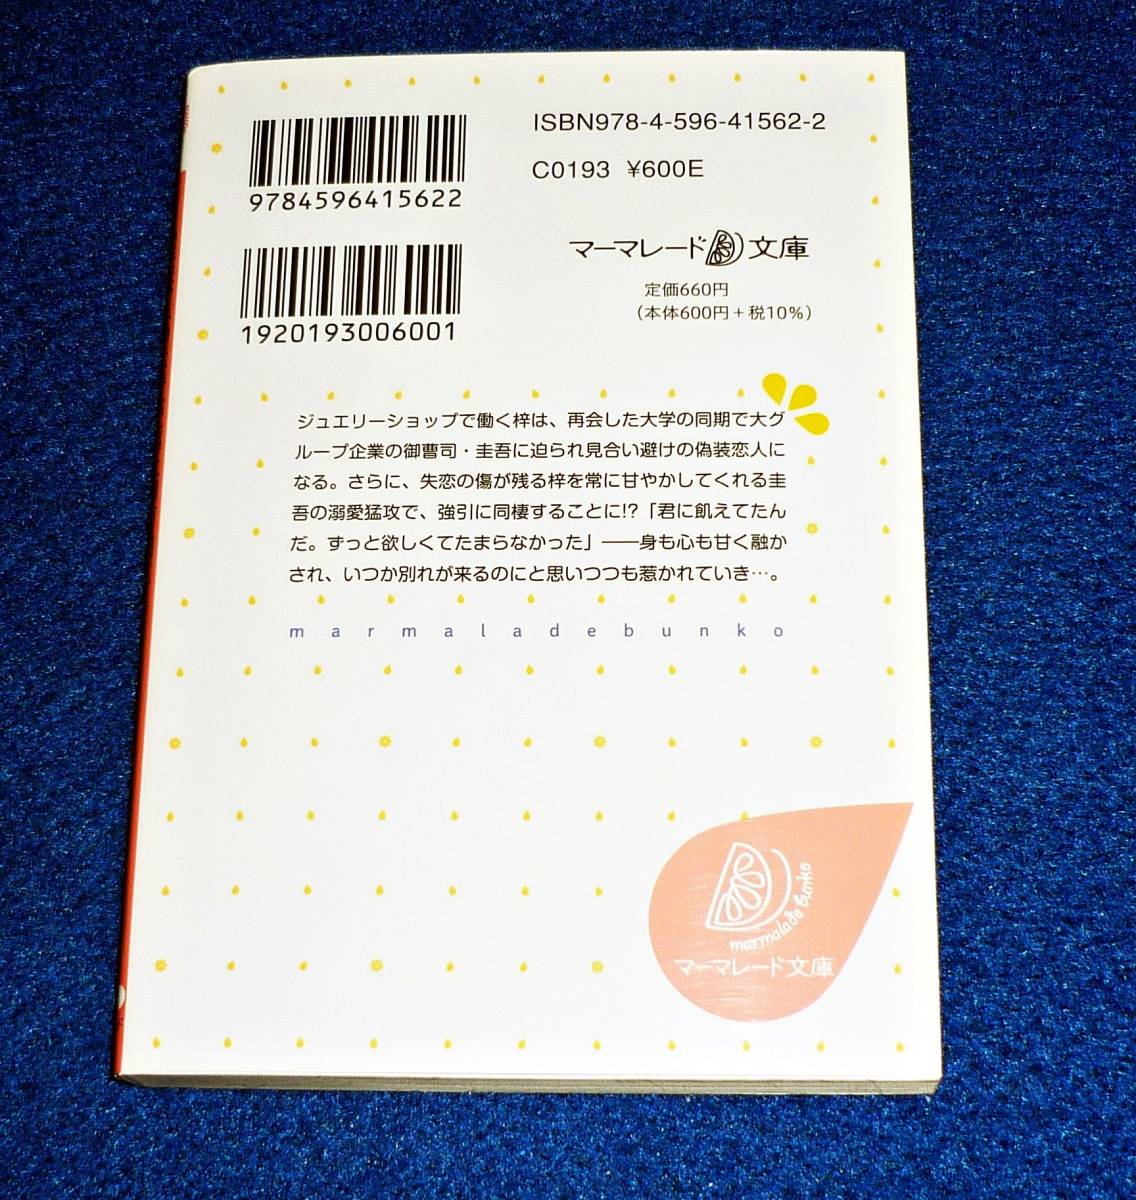 ISBN978-4-596-41562-2
C0193 ¥600E
9784596415622
1920193006001
マーマレード文庫
定価660円
(本体600円+税10%)
ジュエリーショップで働く梓は、再会した大学の同期で大グ
ループ企業の御曹司・圭吾に迫られ見合い避けの偽装恋人に
なる。さらに、失恋の傷が残る梓を常に甘やかしてくれる圭
吾の溺愛猛攻で、強引に同棲することに!?「君に飢えてたん
だ。ずっと欲しくてたまらなかった」――身も心も甘く融か
され、いつか別れが来るのにと思いつつも惹かれていき…。
marmaladebunko
marmalade bunko
マーマレード文庫